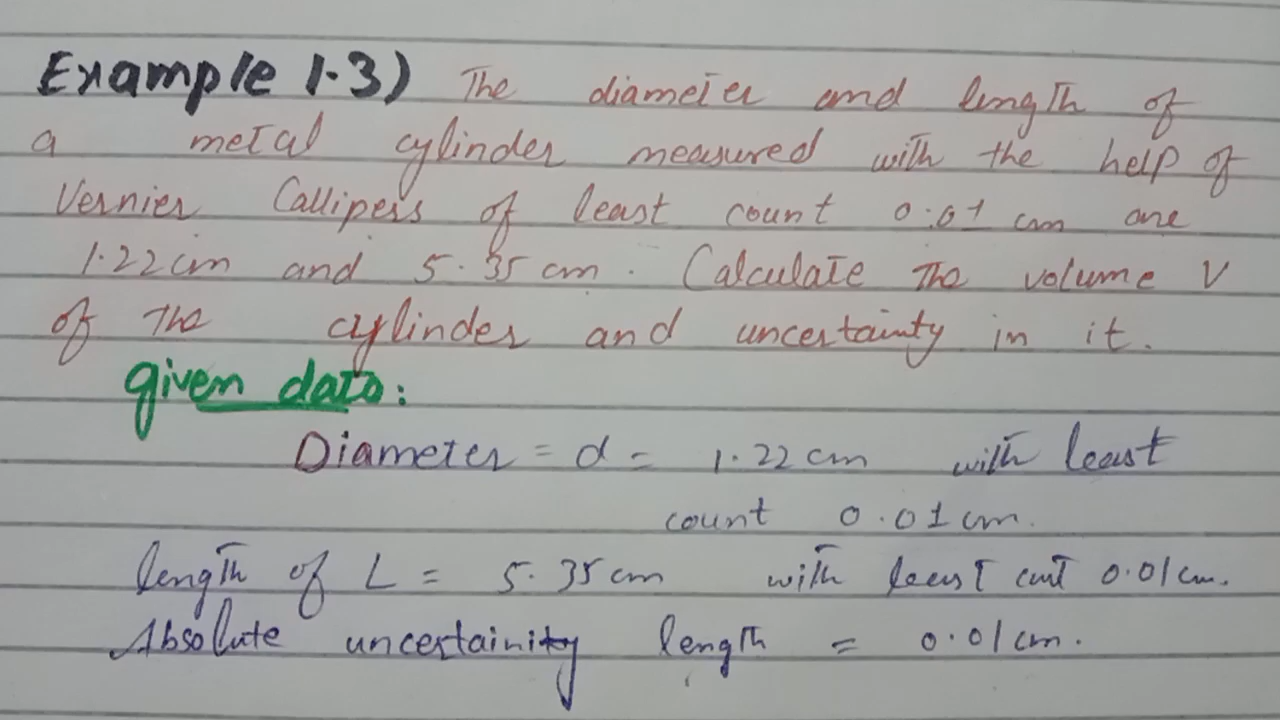 Example 1.3) The diameter and length of
a metal cylinder measured with the help of
Vernier Callipers of least count 0.01 cm are
1.22 cm and 5.35 cm. Calculate The volume V
of The cylinder and uncertainty in it.
given data:
Diameter = d = 1.22 cm with least
count 0.01 cm.
length of L = 5.35 cm with least cunt 0.01 cm.
Absolute uncertainity length = 0.01 cm.